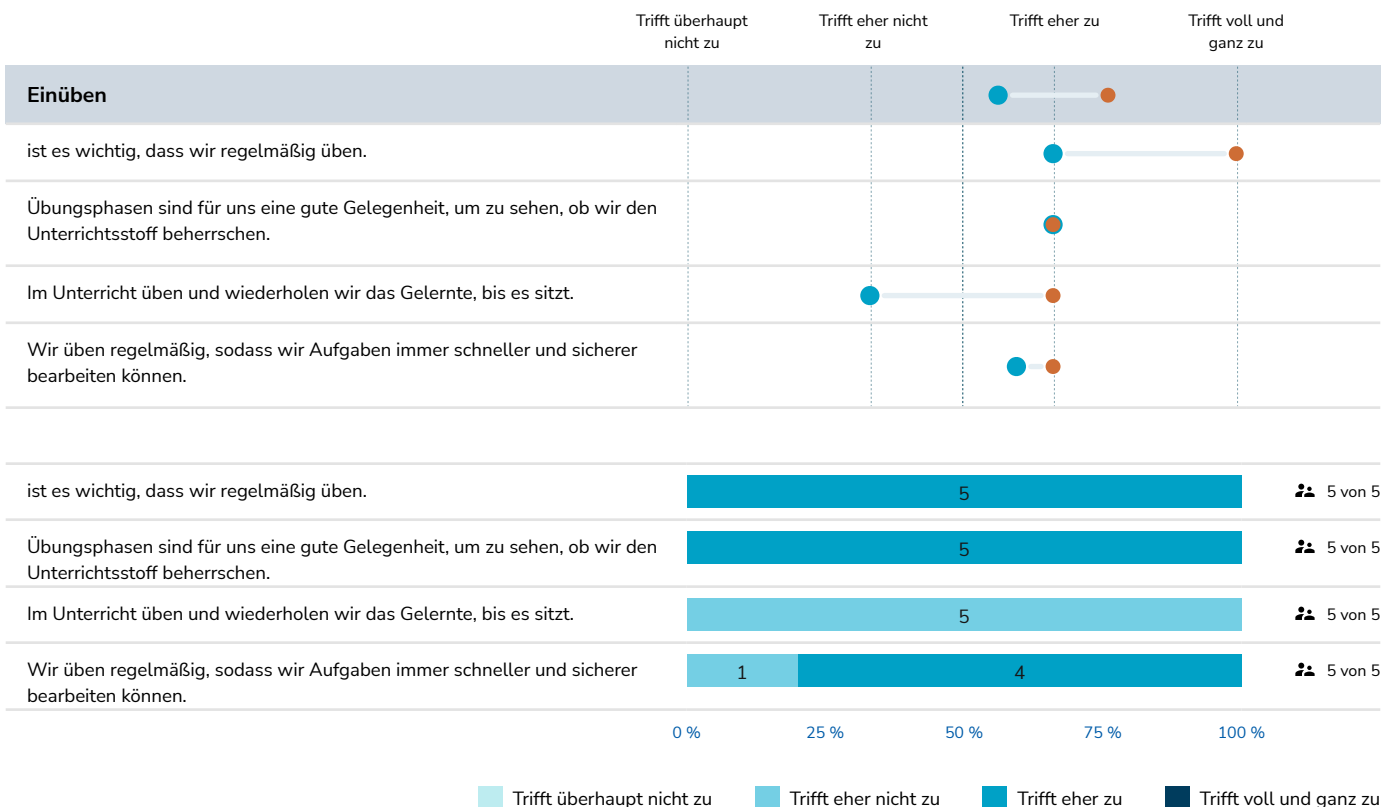 Trifft überhaupt
nicht zu
Trifft eher nicht
zu
Trifft eher zu
Trifft voll und
ganz zu
Einüben
ist es wichtig, dass wir regelmäßig üben.
Übungsphasen sind für uns eine gute Gelegenheit, um zu sehen, ob wir den
Unterrichtsstoff beherrschen.
Im Unterricht üben und wiederholen wir das Gelernte, bis es sitzt.
Wir üben regelmäßig, sodass wir Aufgaben immer schneller und sicherer
bearbeiten können.
ist es wichtig, dass wir regelmäßig üben.
5
5 von 5
Übungsphasen sind für uns eine gute Gelegenheit, um zu sehen, ob wir den
Unterrichtsstoff beherrschen.
5
5 von 5
Im Unterricht üben und wiederholen wir das Gelernte, bis es sitzt.
5
5 von 5
Wir üben regelmäßig, sodass wir Aufgaben immer schneller und sicherer
bearbeiten können.
1
4
5 von 5
0 %
25 %
50 %
75 %
100 %
Trifft überhaupt nicht zu
Trifft eher nicht zu
Trifft eher zu
Trifft voll und ganz zu